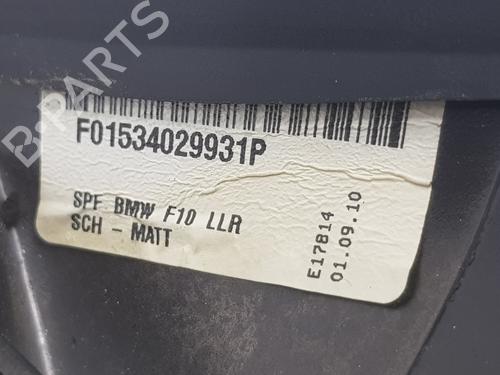 F01534029931P
SPF BMW F10 LLR
SCH - MATT
E17814
01.09.10
B-PARTS